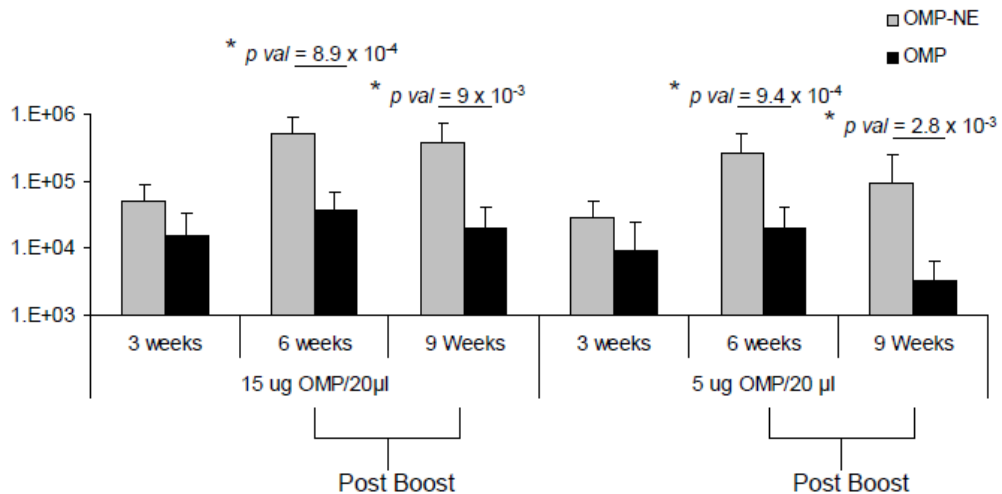 OMP-NE
OMP
* p val = 8.9 x 10⁻⁴
* p val = 9 x 10⁻³
* p val = 9.4 x 10⁻⁴
* p val = 2.8 x 10⁻³
1.E+06
1.E+05
1.E+04
1.E+03
3 weeks 6 weeks 9 Weeks 3 weeks 6 weeks 9 Weeks
15 ug OMP/20µl 5 ug OMP/20 µl
Post Boost Post Boost